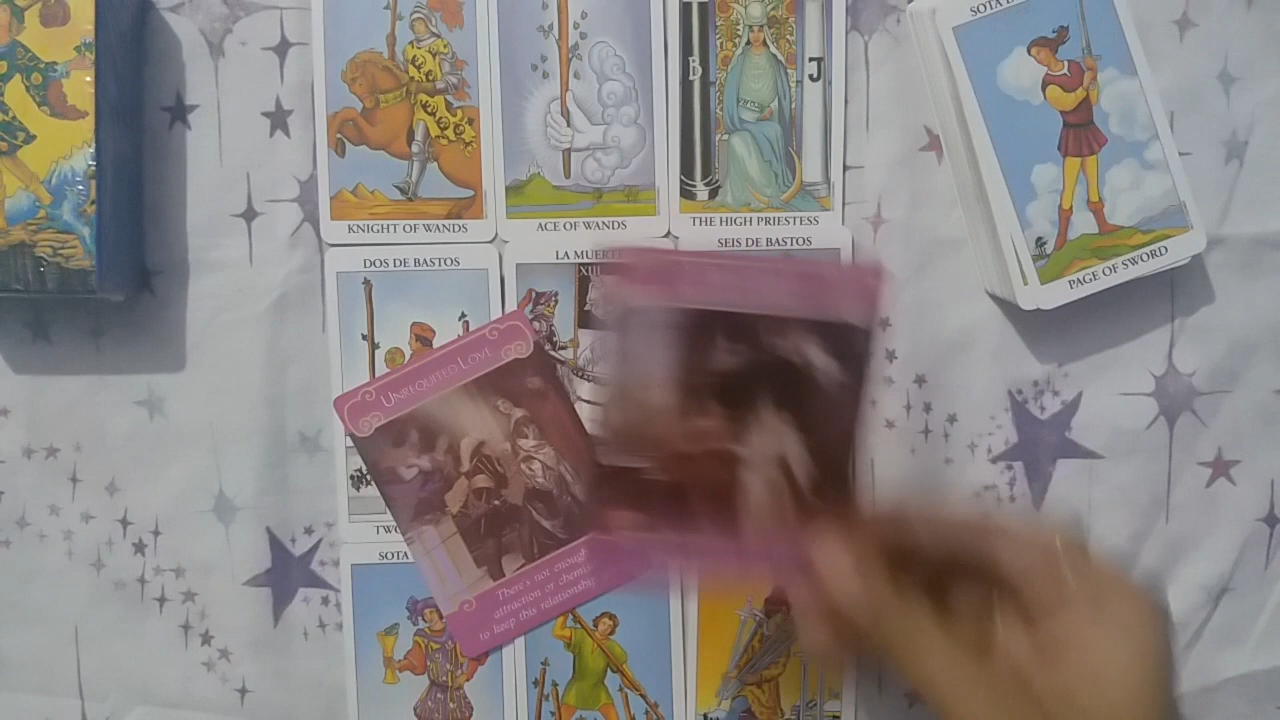 SOTA
KNIGHT OF WANDS
ACE OF WANDS
B
J
THE HIGH PRIESTESS
PAGE OF SWORD
DOS DE BASTOS
LA MUERTE
XIII
SEIS DE BASTOS
UNREQUITED LOVE
There's not enough
attraction or chemis
to keep this relationship
TWO
SOTA